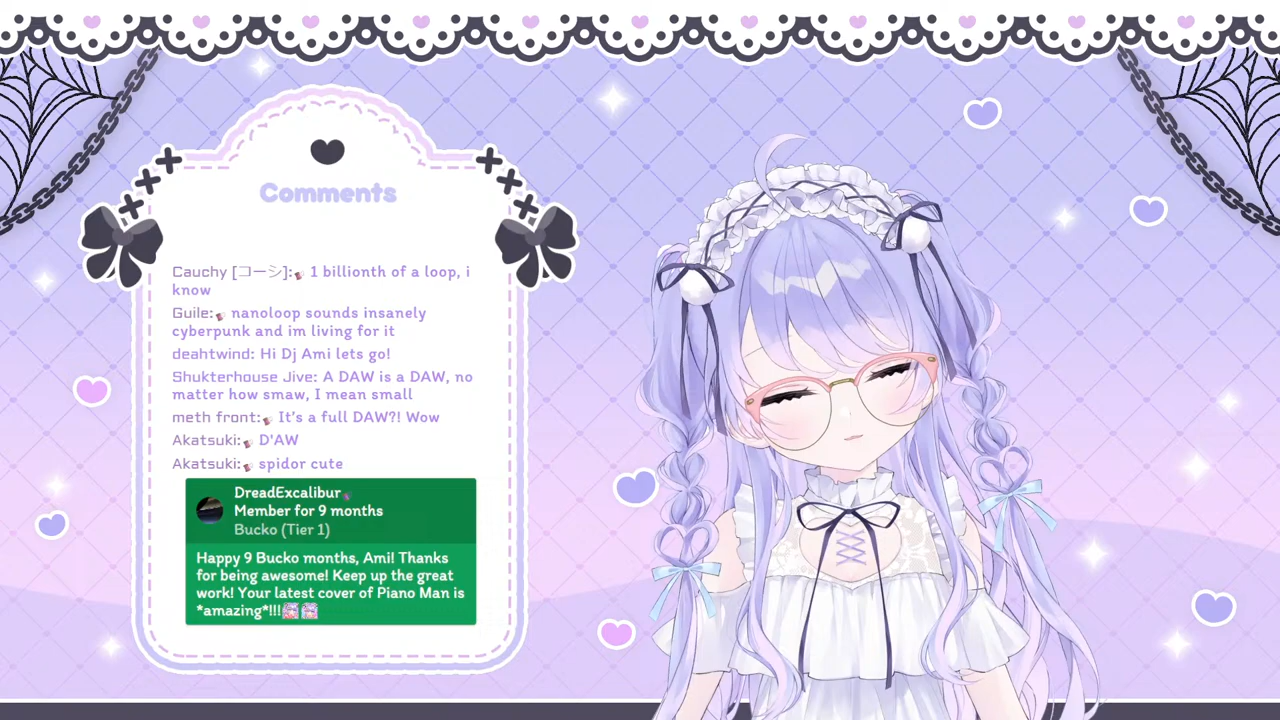 Comments
Cauchy [コーシ]: 1 billionth of a loop, i
know
Guile: nanoloop sounds insanely
cyberpunk and im living for it
deahtwind: Hi Dj Ami lets go!
Shukterhouse Jive: A DAW is a DAW, no
matter how smaw, I mean small
meth front: It's a full DAW?! Wow
Akatsuki: D'AW
Akatsuki: spidor cute
DreadExcalibur
Member for 9 months
Bucko (Tier 1)
Happy 9 Bucko months, Ami! Thanks
for being awesome! Keep up the great
work! Your latest cover of Piano Man is
*amazing*!!!